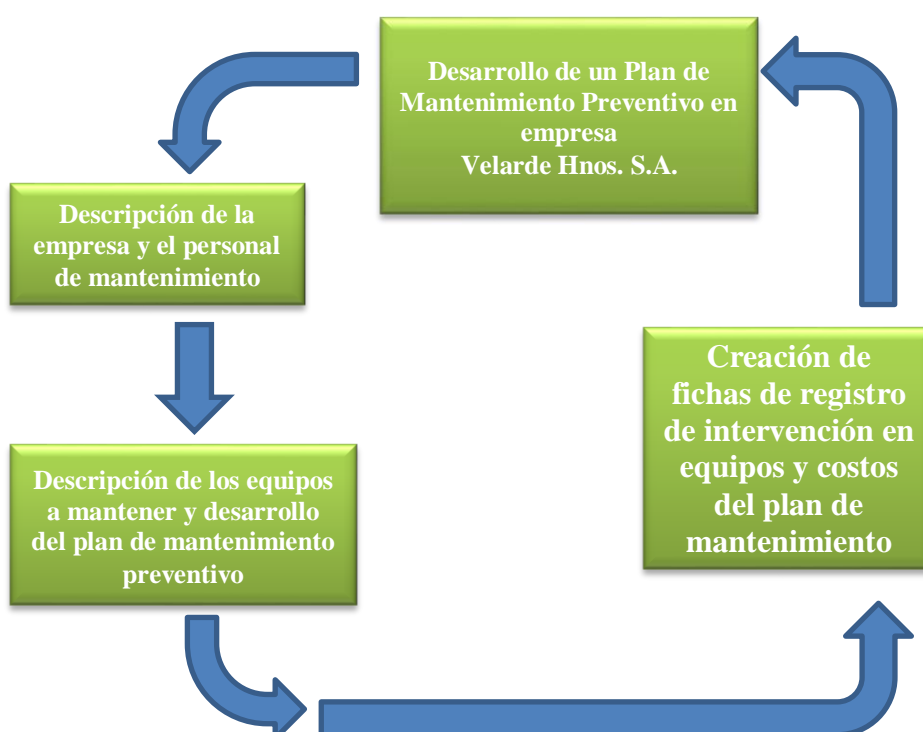 Desarrollo de un Plan de
Mantenimiento Preventivo en
empresa
Velarde Hnos. S.A.
Descripción de la
empresa y el personal
de mantenimiento
Descripción de los equipos
a mantener y desarrollo
del plan de mantenimiento
preventivo
Creación de
fichas de registro
de intervención en
equipos y costos
del plan de
mantenimiento